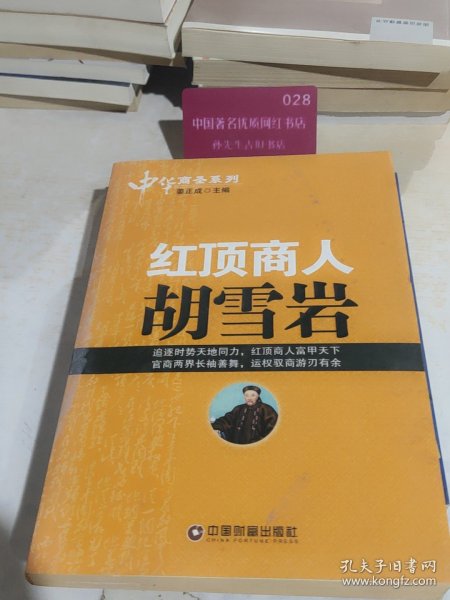 028
中国著名优质网红书店
孙先生古旧书店
中华商圣系列
姜正成◎主编
红顶商人
胡雪岩
追逐时势天地同力，红顶商人富甲天下
官商两界长袖善舞，运权驭商游刃有余
中国财富出版社
CHINA FORTUNE PRESS
孔夫子旧书网
www.kongfz.com